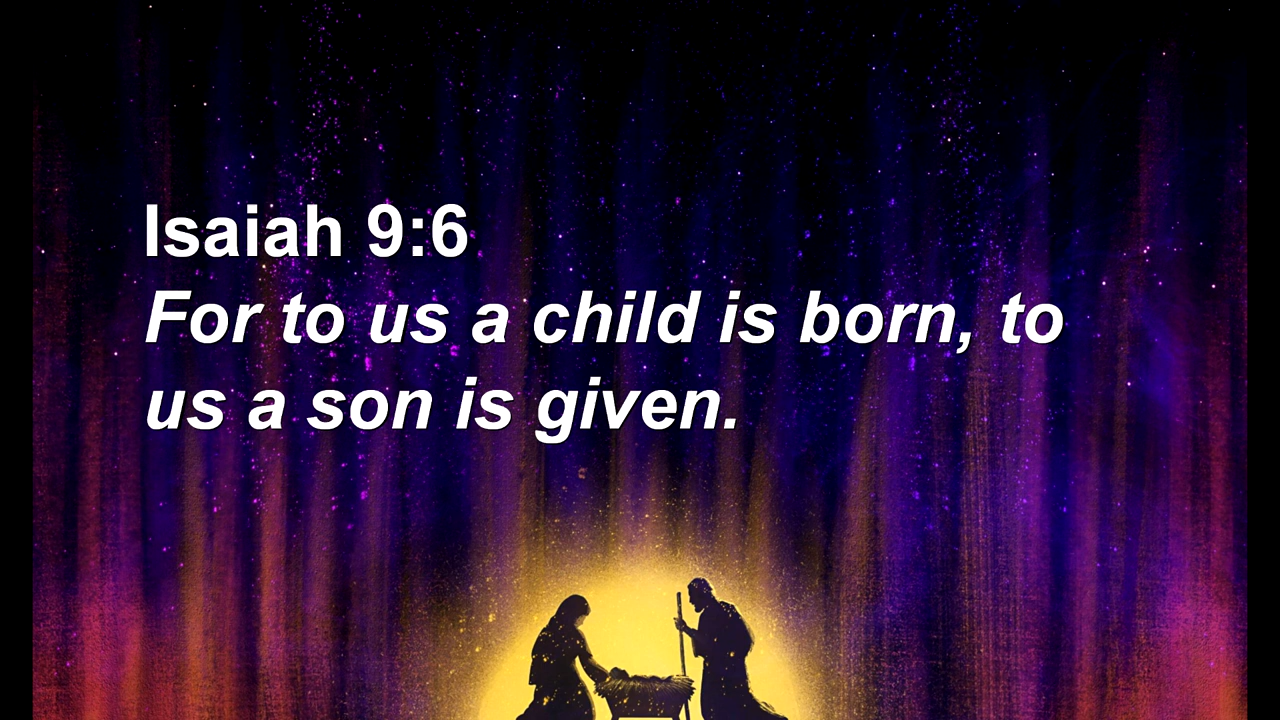 Isaiah 9:6
For to us a child is born, to
us a son is given.